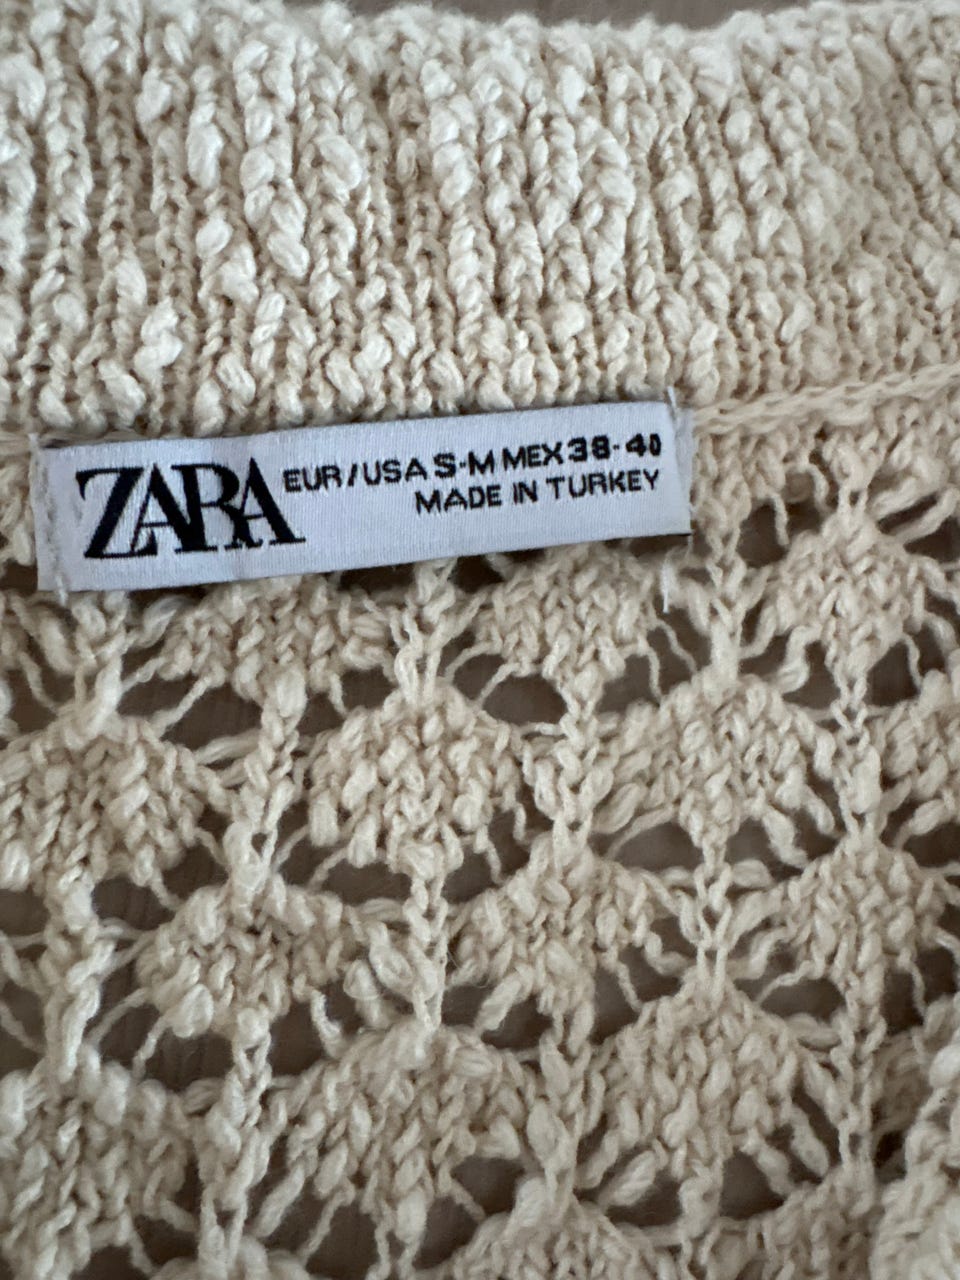 ZARA
EUR/USA S-M MEX 38-40
MADE IN TURKEY